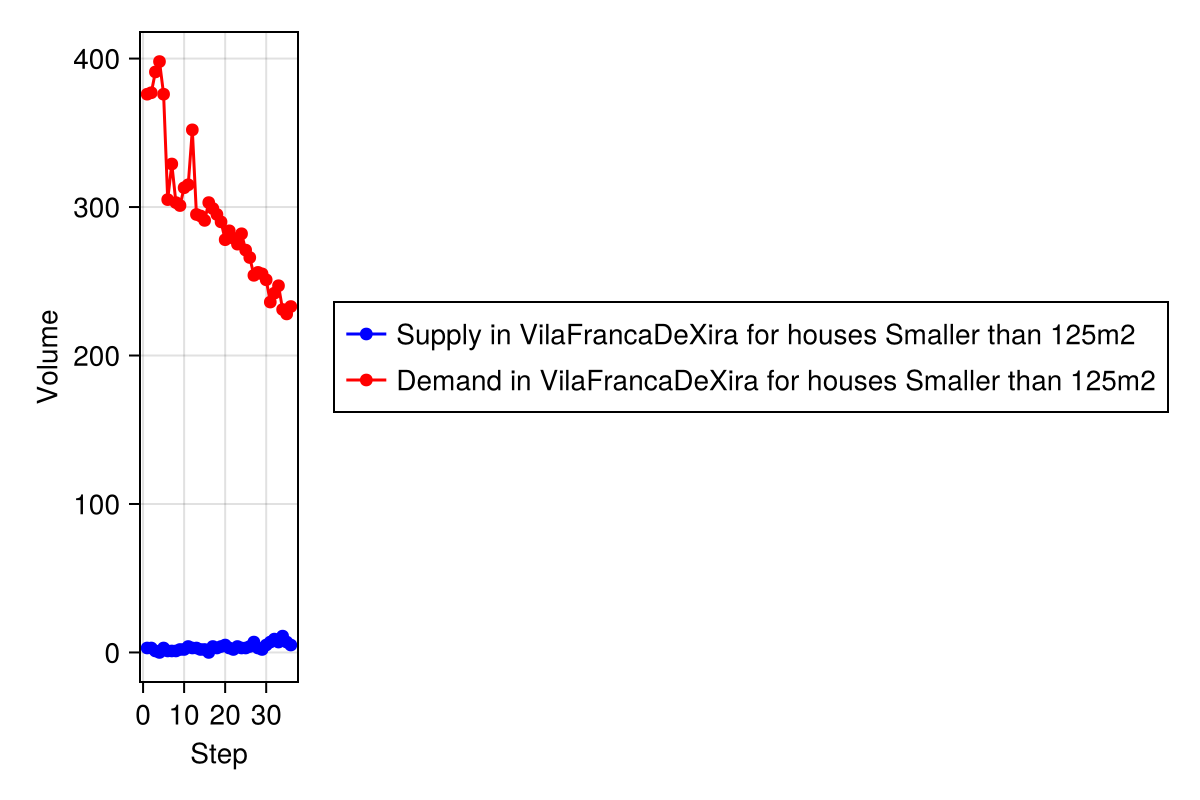 400
300
200
100
0
Volume
0 10 20 30
Step
Supply in VilaFrancaDeXira for houses Smaller than 125m2
Demand in VilaFrancaDeXira for houses Smaller than 125m2